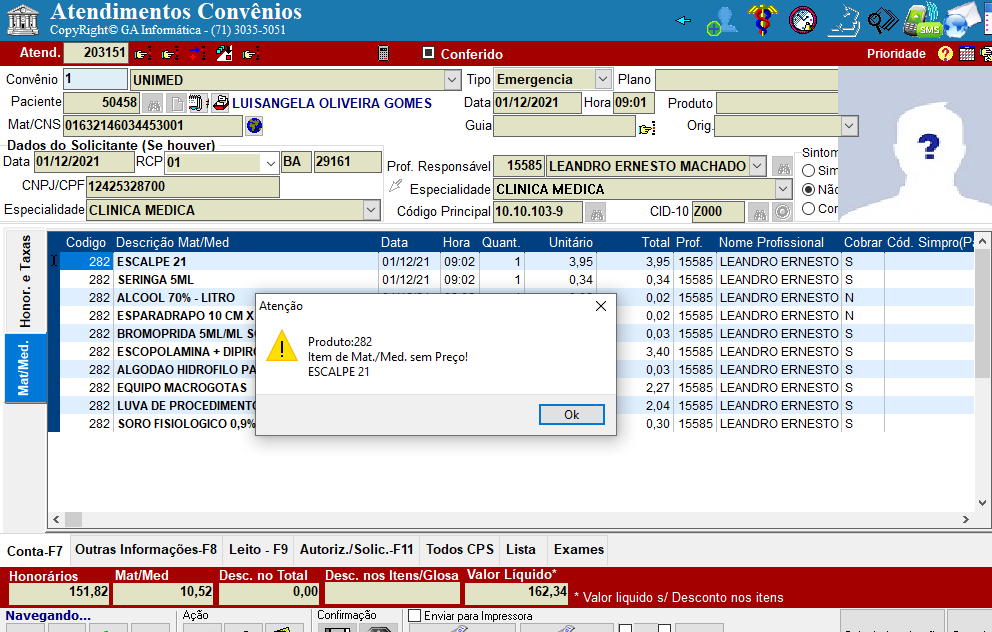 Atendimentos Convênios
CopyRight© GA Informática - (71) 3035-5051
SMS
Atend. 203151 Conferido Prioridade
Convênio 1 UNIMED Tipo Emergencia Plano
Paciente 50458 LUISANGELA OLIVEIRA GOMES Data 01/12/2021 Hora 09:01 Produto
Mat/CNS 01632146034453001 Guia Orig.
Dados do Solicitante (Se houver)
Data 01/12/2021 RCP 01 BA 29161 Prof. Responsável 15585 LEANDRO ERNESTO MACHADO
CNPJ/CPF 12425328700 Especialidade CLINICA MEDICA
Especialidade CLINICA MEDICA Código Principal 10.10.103-9 CID-10 Z000
Sintom
Sim
Não
Con
Honor. e Taxas
Mat/Med.
Codigo Descrição Mat/Med Data Hora Quant. Unitário Total Prof. Nome Profissional Cobrar Cód. Simpro(Pa
282 ESCALPE 21 01/12/21 09:02 1 3,95 3,95 15585 LEANDRO ERNESTO S
282 SERINGA 5ML 01/12/21 09:02 1 0,34 0,34 15585 LEANDRO ERNESTO S
282 ALCOOL 70% - LITRO 0,02 15585 LEANDRO ERNESTO N
282 ESPARADRAPO 10 CM X 0,02 15585 LEANDRO ERNESTO N
282 BROMOPRIDA 5ML/ML S 0,03 15585 LEANDRO ERNESTO S
282 ESCOPOLAMINA + DIPIRO 3,40 15585 LEANDRO ERNESTO S
282 ALGODAO HIDROFILO PA 0,03 15585 LEANDRO ERNESTO S
282 EQUIPO MACROGOTAS 2,27 15585 LEANDRO ERNESTO S
282 LUVA DE PROCEDIMENTO 2,04 15585 LEANDRO ERNESTO S
282 SORO FISIOLOGICO 0,9% 0,30 15585 LEANDRO ERNESTO S
Atenção
Produto:282
Item de Mat./Med. sem Preço!
ESCALPE 21
Ok
Conta-F7 Outras Informações-F8 Leito - F9 Autoriz./Solic.-F11 Todos CPS Lista Exames
Honorários Mat/Med Desc. no Total Desc. nos Itens/Glosa Valor Líquido*
151,82 10,52 0,00 162,34 * Valor liquido s/ Desconto nos itens
Navegando... Ação Confirmação Enviar para Impressora